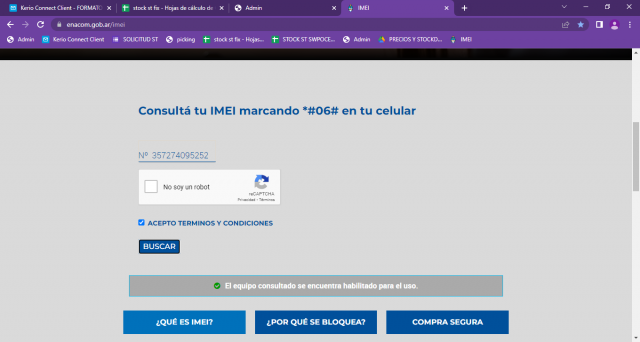 Kerio Connect Client - FORMATO
stock st fix - Hojas de cálculo de
Admin
IMEI
enacom.gob.ar/imei
Admin
Kerio Connect Client
SOLICITUD ST
picking
stock st fix - Hojas...
STOCK ST SWPOCE...
Admin
PRECIOS Y STOCKD...
IMEI
Consultá tu IMEI marcando *#06# en tu celular
Nº 357274095252
No soy un robot
reCAPTCHA
Privacidad - Términos
ACEPTO TERMINOS Y CONDICIONES
BUSCAR
El equipo consultado se encuentra habilitado para el uso.
¿QUÉ ES IMEI?
¿POR QUÉ SE BLOQUEA?
COMPRA SEGURA